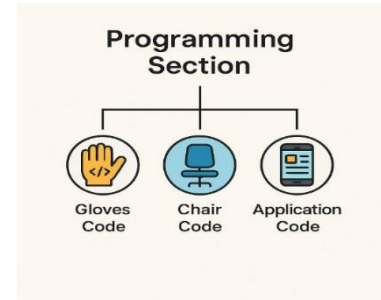 Programming
Section
</>
Gloves
Code
Chair
Code
Application
Code